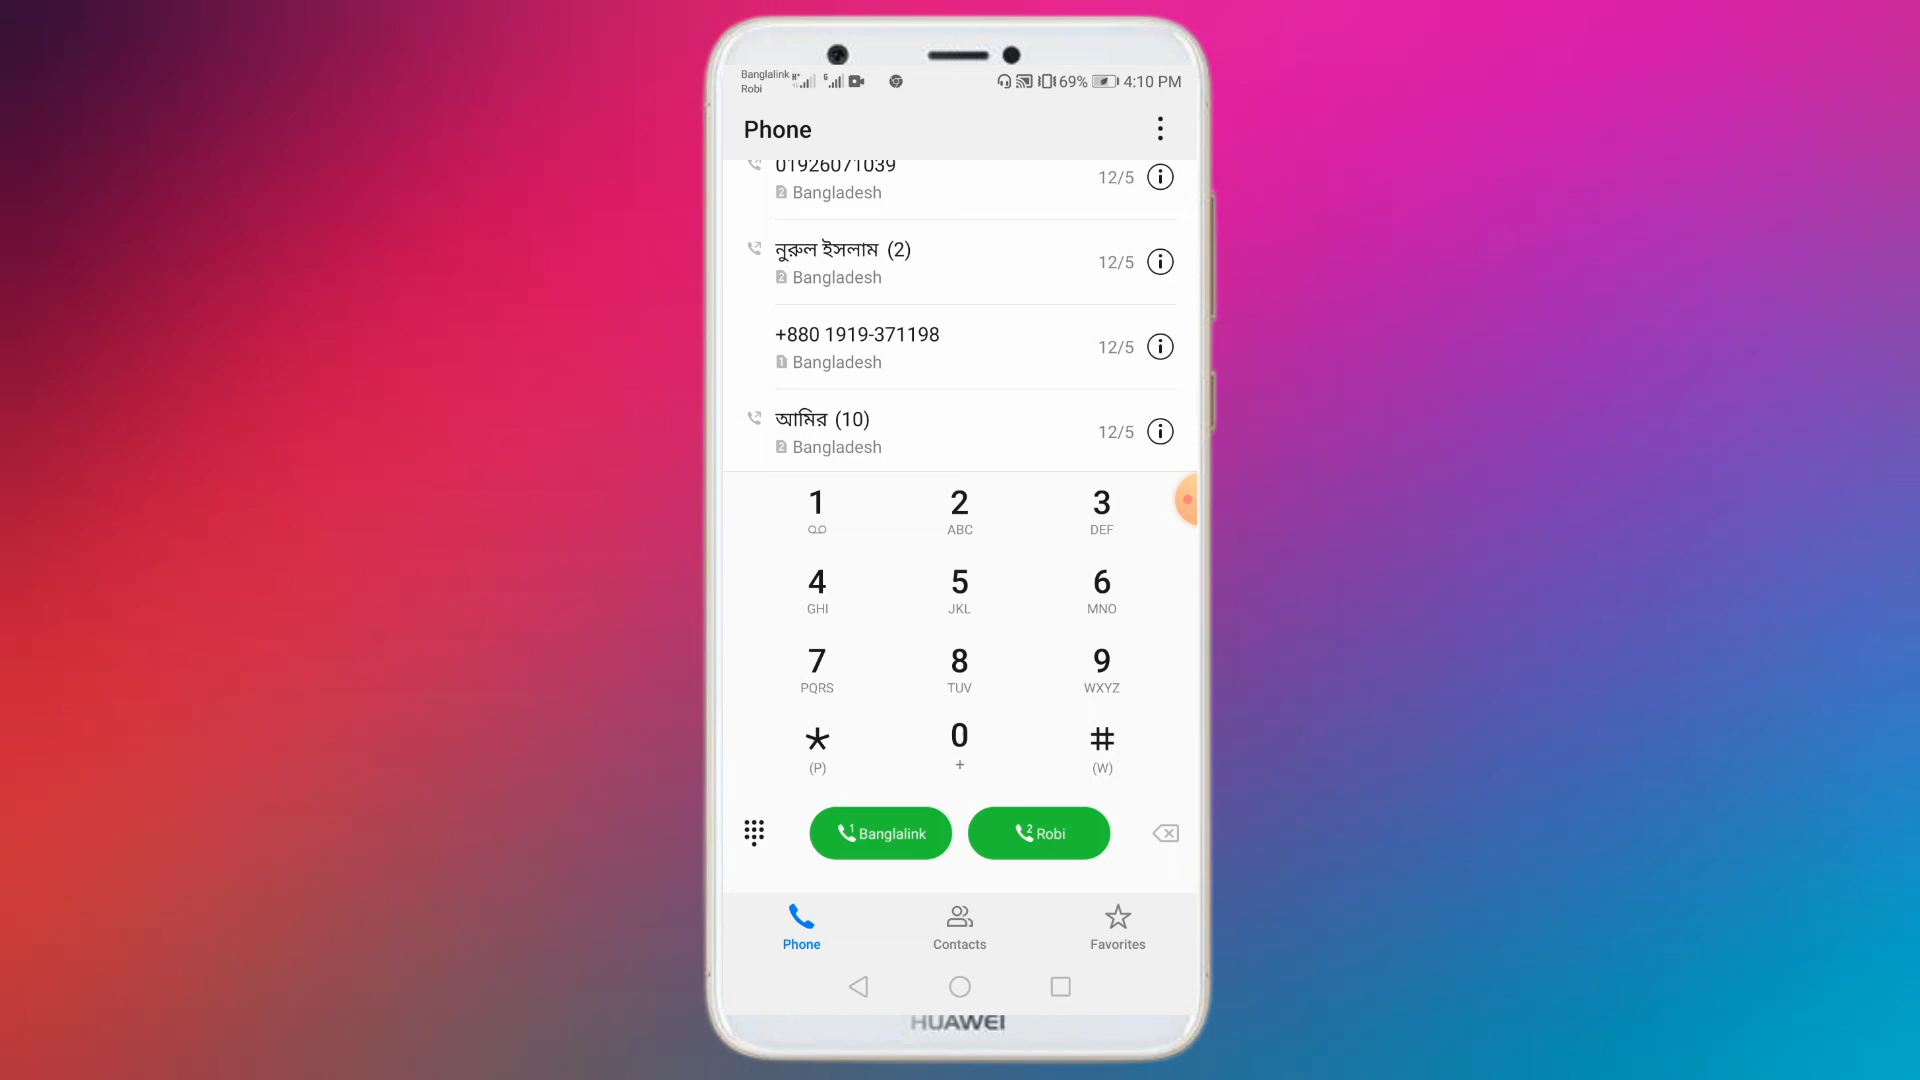 Banglalink
Robi
69%
4:10 PM
Phone
01926071039
12/5
Bangladesh
নুরুল ইসলাম (2)
12/5
Bangladesh
+880 1919-371198
12/5
Bangladesh
আমির (10)
12/5
Bangladesh
1 2 3
ABC DEF
4 5 6
GHI JKL MNO
7 8 9
PQRS TUV WXYZ
* 0 #
(P) + (W)
1 Banglalink
2 Robi
Phone Contacts Favorites
HUAWEI